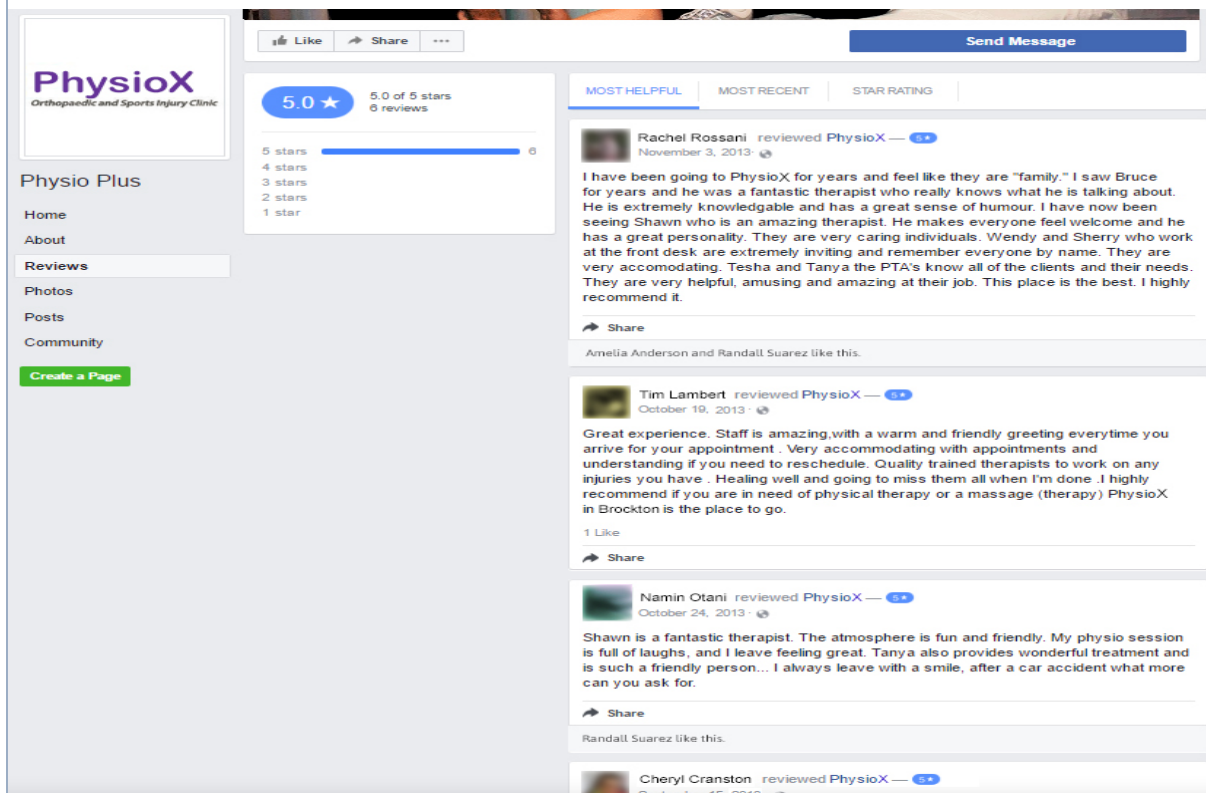 PhysioX
Orthopaedic and Sports Injury Clinic
Physio Plus
Home
About
Reviews
Photos
Posts
Community
Create a Page
Like
Share
...
Send Message
5.0 ★
5.0 of 5 stars
6 reviews
5 stars 6
4 stars
3 stars
2 stars
1 star
MOST HELPFUL
MOST RECENT
STAR RATING
Rachel Rossani reviewed PhysioX — 5★
November 3, 2013 ·
I have been going to PhysioX for years and feel like they are "family." I saw Bruce
for years and he was a fantastic therapist who really knows what he is talking about.
He is extremely knowledgable and has a great sense of humour. I have now been
seeing Shawn who is an amazing therapist. He makes everyone feel welcome and he
has a great personality. They are very caring individuals. Wendy and Sherry who work
at the front desk are extremely inviting and remember everyone by name. They are
very accomodating. Tesha and Tanya the PTA's know all of the clients and their needs.
They are very helpful, amusing and amazing at their job. This place is the best. I highly
recommend it.
Share
Amelia Anderson and Randall Suarez like this.
Tim Lambert reviewed PhysioX — 5★
October 19, 2013 ·
Great experience. Staff is amazing,with a warm and friendly greeting everytime you
arrive for your appointment . Very accommodating with appointments and
understanding if you need to reschedule. Quality trained therapists to work on any
injuries you have . Healing well and going to miss them all when I'm done .I highly
recommend if you are in need of physical therapy or a massage (therapy) PhysioX
in Brockton is the place to go.
1 Like
Share
Namin Otani reviewed PhysioX — 5★
October 24, 2013 ·
Shawn is a fantastic therapist. The atmosphere is fun and friendly. My physio session
is full of laughs, and I leave feeling great. Tanya also provides wonderful treatment and
is such a friendly person... I always leave with a smile, after a car accident what more
can you ask for.
Share
Randall Suarez like this.
Cheryl Cranston reviewed PhysioX — 5★